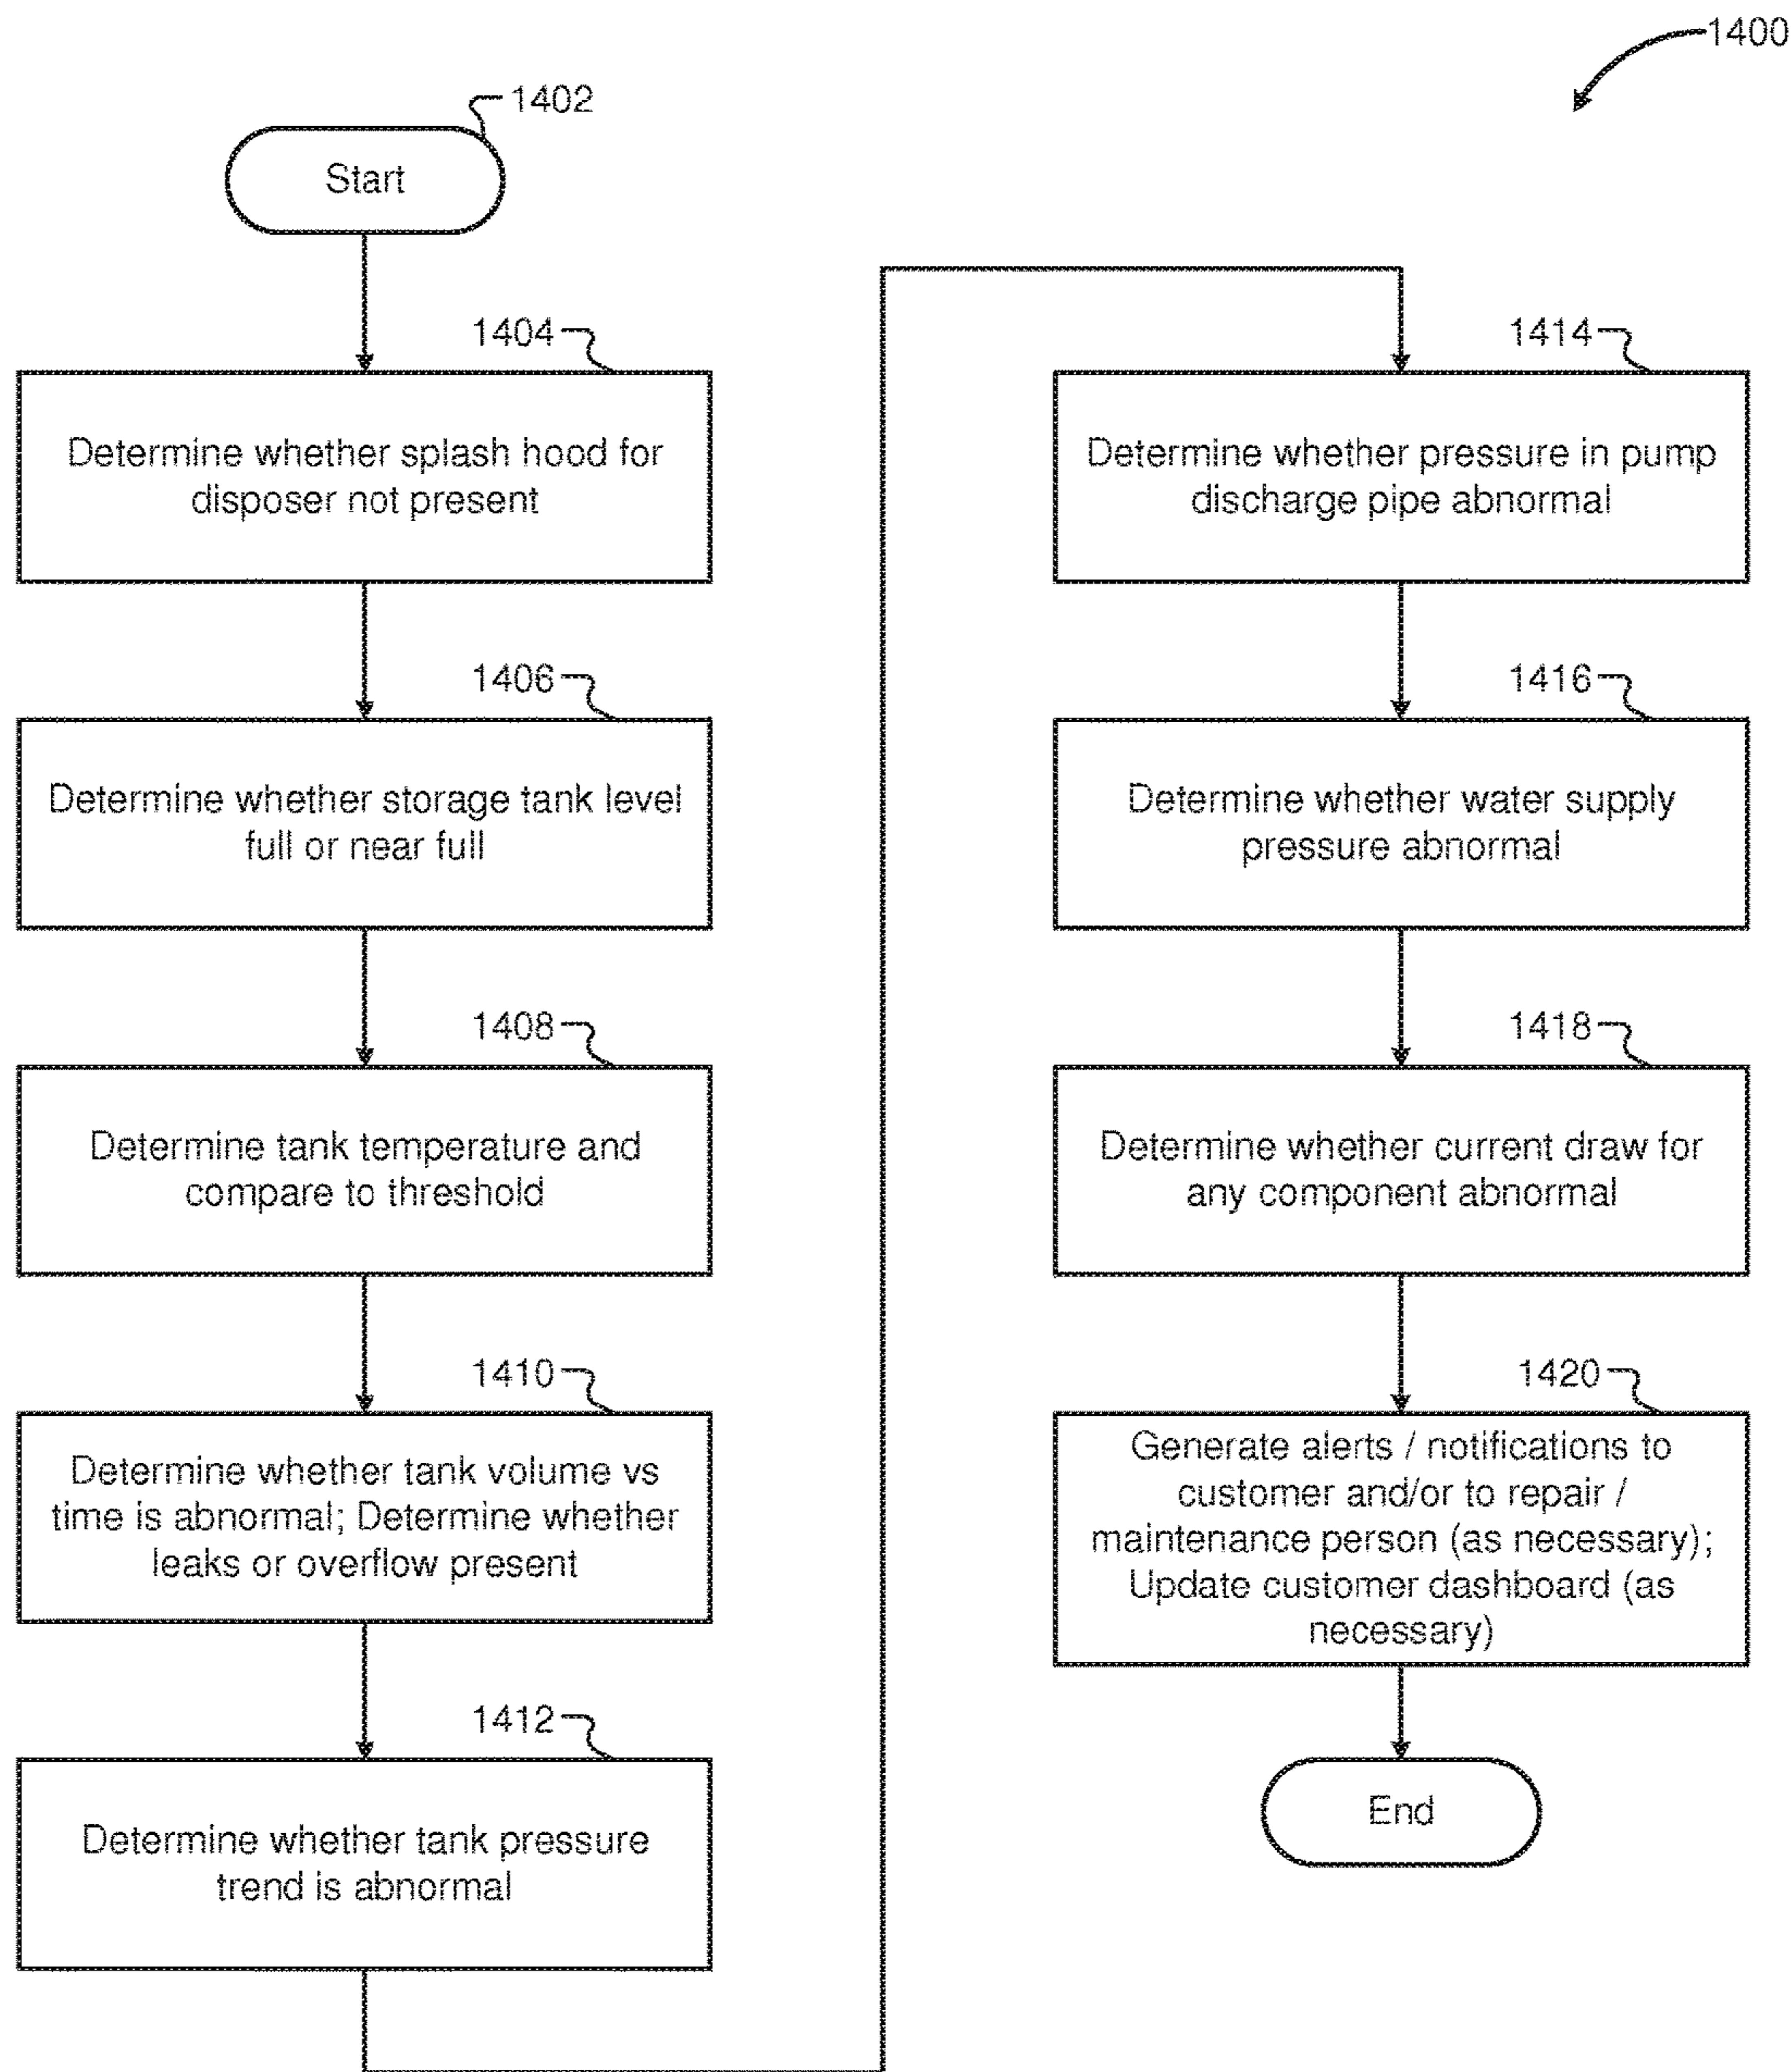 1400
1402
Start
1404
Determine whether splash hood for
disposer not present
1406
Determine whether storage tank level
full or near full
1408
Determine tank temperature and
compare to threshold
1410
Determine whether tank volume vs
time is abnormal; Determine whether
leaks or overflow present
1412
Determine whether tank pressure
trend is abnormal
1414
Determine whether pressure in pump
discharge pipe abnormal
1416
Determine whether water supply
pressure abnormal
1418
Determine whether current draw for
any component abnormal
1420
Generate alerts / notifications to
customer and/or to repair /
maintenance person (as necessary);
Update customer dashboard (as
necessary)
End